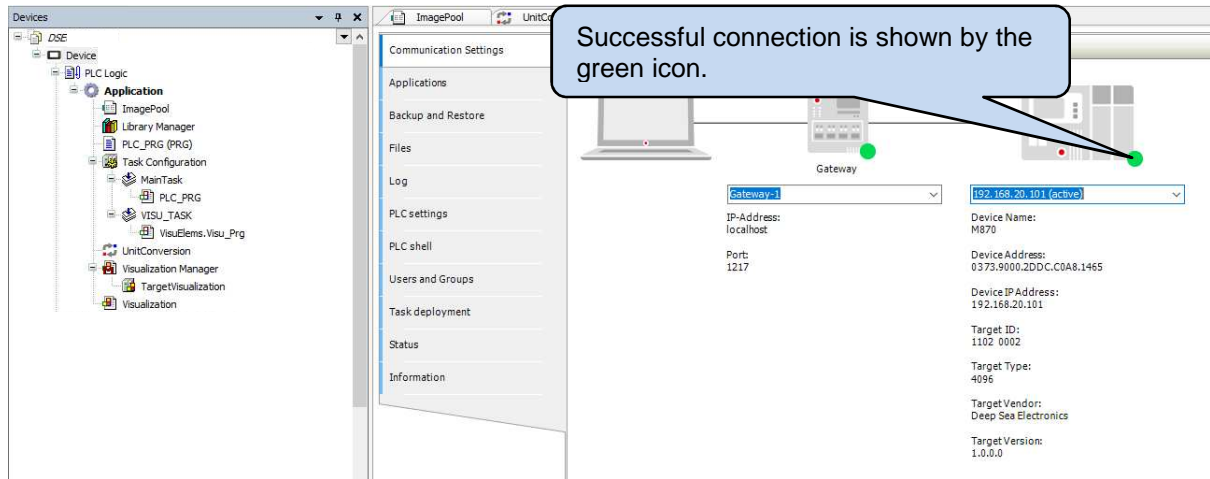 Devices
DSE
Device
PLC Logic
Application
ImagePool
Library Manager
PLC_PRG (PRG)
Task Configuration
MainTask
PLC_PRG
VISU_TASK
VisuElems.Visu_Prg
UnitConversion
Visualization Manager
TargetVisualization
Visualization
ImagePool
UnitCo
Communication Settings
Applications
Backup and Restore
Files
Log
PLC settings
PLC shell
Users and Groups
Task deployment
Status
Information
Successful connection is shown by the
green icon.
Gateway
Gateway-1
IP-Address:
localhost
Port:
1217
192.168.20.101 (active)
Device Name:
M870
Device Address:
0373.9000.2DDC.C0A8.1465
Device IP Address:
192.168.20.101
Target ID:
1102 0002
Target Type:
4096
Target Vendor:
Deep Sea Electronics
Target Version:
1.0.0.0